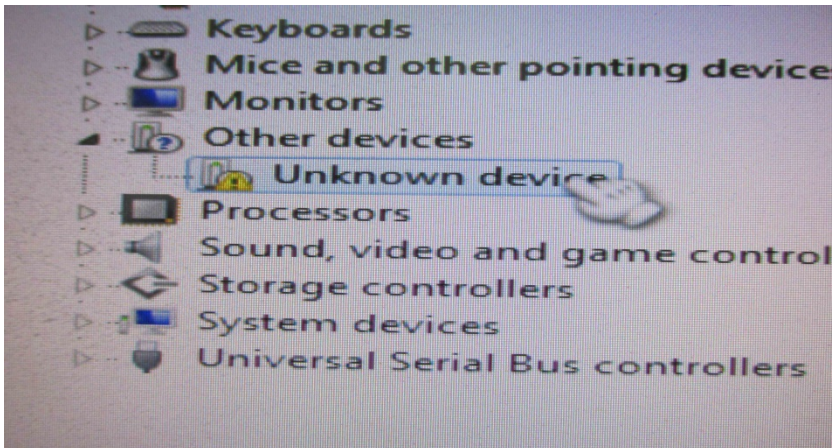 Keyboards
Mice and other pointing device
Monitors
Other devices
Unknown device
Processors
Sound, video and game control
Storage controllers
System devices
Universal Serial Bus controllers